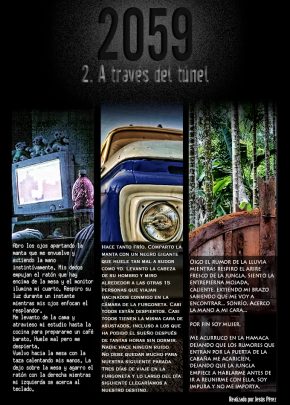 2059
2. A través del túnel
Abro los ojos apartando la
manta que me envuelve y
estiendo la mano
instintivamente. Mis dedos
empujan el ratón que hay
encima de la mesa y el monitor
ilumina mi cuarto. Respiro su
luz durante un instante
mientras mis ojos enfocan el
resplandor.
Me levanto de la cama y
atravieso mi estudio hasta la
cocina para prepararme un café
barato. Huele mal pero me
despierta.
Vuelvo hacia la mesa con la
taza calentando mis manos. La
dejo sobre la mesa y agarro el
ratón con la derecha mientras
mi izquierda se acerca al
teclado.
Hace tanto frío. Comparto la
manta con un negro gigante
que huele tan mal a sudor
como yo. Levanto la cabeza
de su hombro y miro
alrededor a las otras 15
personas que viajan
hacinados conmigo en la
cámara de la furgoneta. Casi
todos están despiertos. Casi
todos tienen la mirada cara de
asustados, incluso a los que
ha podido el sueño después
de tantas horas sin dormir.
Nadie hace ningún ruido.
No debe quedar mucho para
nuestra siguiente parada.
Tres días de viaje en la
furgoneta y lo largo del día
siguiente llegaríamos a
nuestro destino.
Oigo el rumor de la lluvia
mientras respiro el aire
fresco de la jungla. Siento la
entrepierna mojada,
caliente. Extiendo mi brazo
sabiendo que me voy a
encontrar... Sonrío. Acerco
la mano a mi cara...
Por fin soy mujer.
Me acurruco en la hamaca
dejando que los rumores que
entran por la puerta de la
cabaña me acaricien,
dejando que la jungla
empiece a hablarme antes de
ir a reunirme con ella. Soy
impura y no me importa.
Realizado por Jesús Pérez